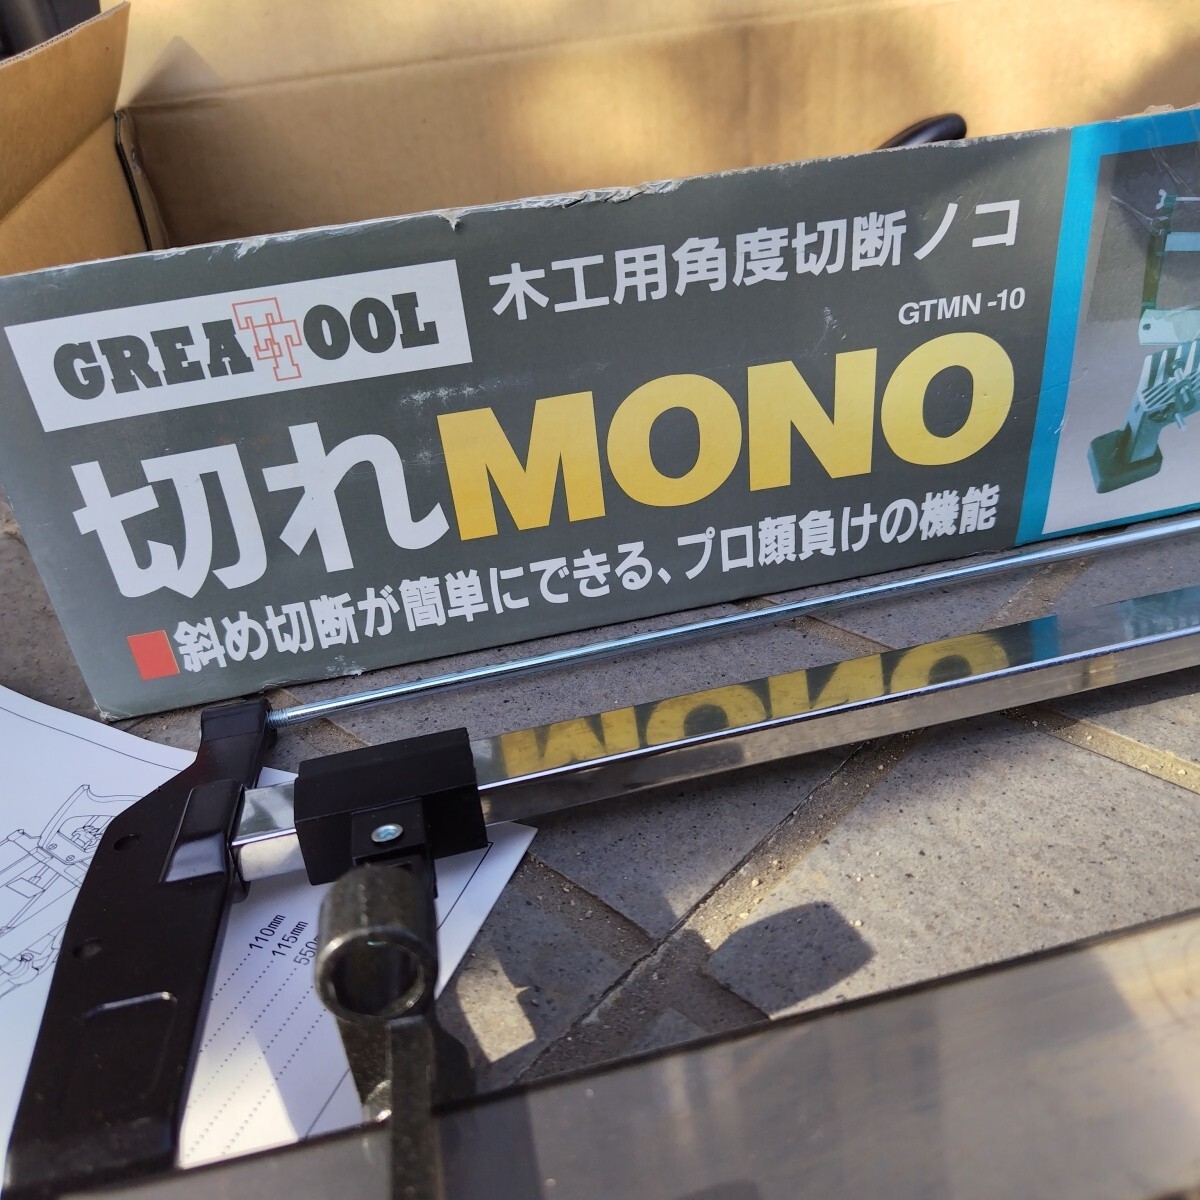 GREATTOOL
木工用角度切断ノコ
GTMN-10
切れMONO
斜め切断が簡単にできる、プロ顔負けの機能
110mm
115mm